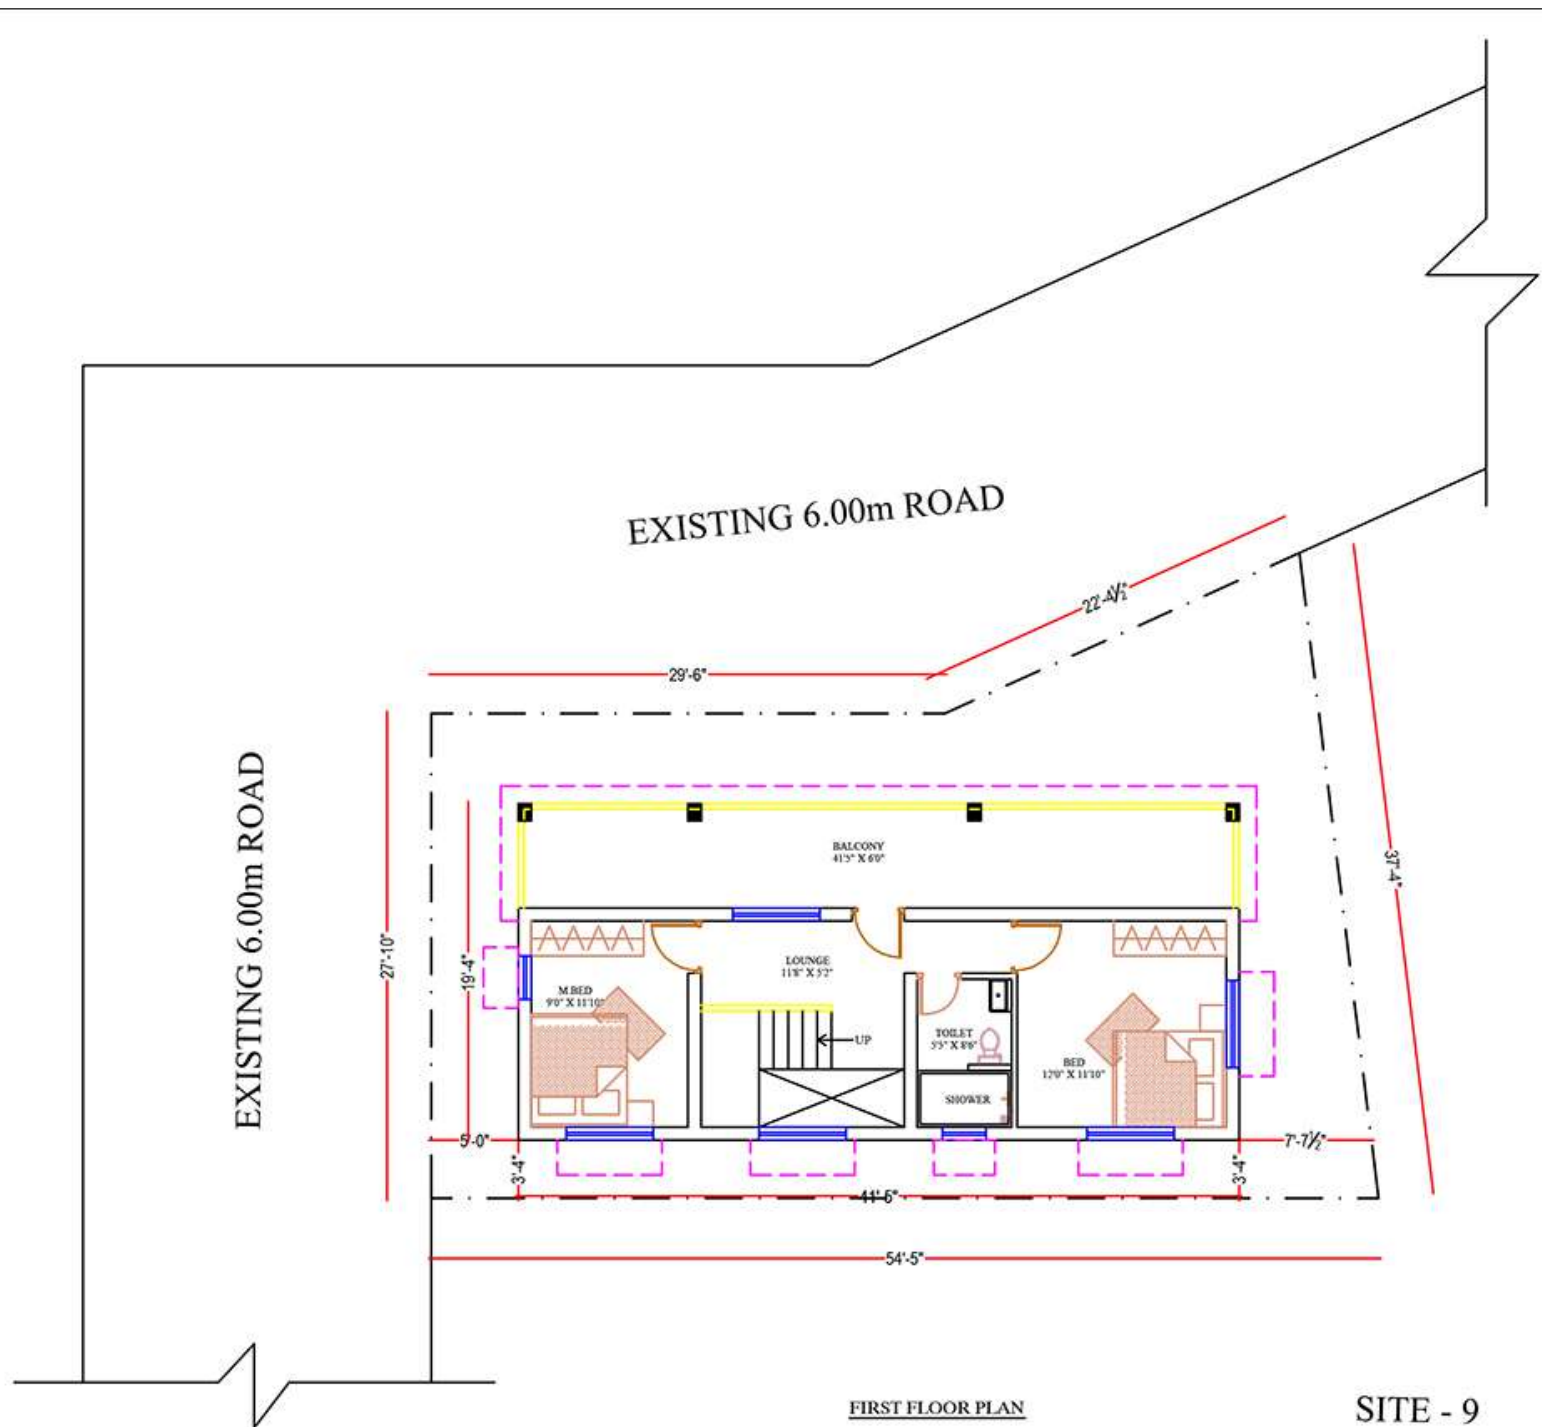 EXISTING 6.00m ROAD
22'-4½"
29'-6"
EXISTING 6.00m ROAD
27'-10"
19'-4"
37'-4"
BALCONY
41'5" X 6'0"
LOUNGE
11'8" X 5'2"
M.BED
9'0" X 11'10"
UP
TOILET
5'5" X 8'6"
BED
12'0" X 11'10"
SHOWER
5'-0"
7'-7½"
3'-4"
3'-4"
41'-5"
54'-5"
FIRST FLOOR PLAN
SITE - 9